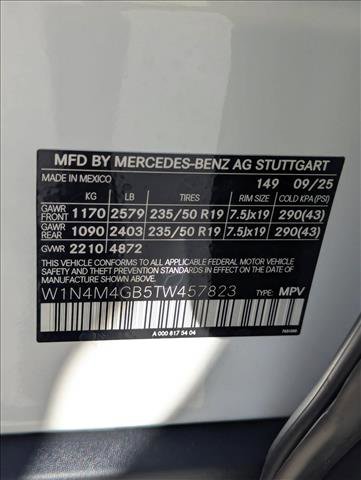 MFD BY MERCEDES-BENZ AG STUTTGART
MADE IN MEXICO 149 09/25
KG LB TIRES RIM SIZE COLD KPA(PSI)
GAWR FRONT 1170 2579 235/50 R19 7.5Jx19 290(43)
GAWR REAR 1090 2403 235/50 R19 7.5Jx19 290(43)
GVWR 2210 4872
THIS VEHICLE CONFORMS TO ALL APPLICABLE FEDERAL MOTOR VEHICLE
SAFETY AND THEFT PREVENTION STANDARDS IN EFFECT ON THE DATE
OF MANUFACTURE SHOWN ABOVE.
W1N4M4GB5TW457823 TYPE: MPV
A 000 817 54 04